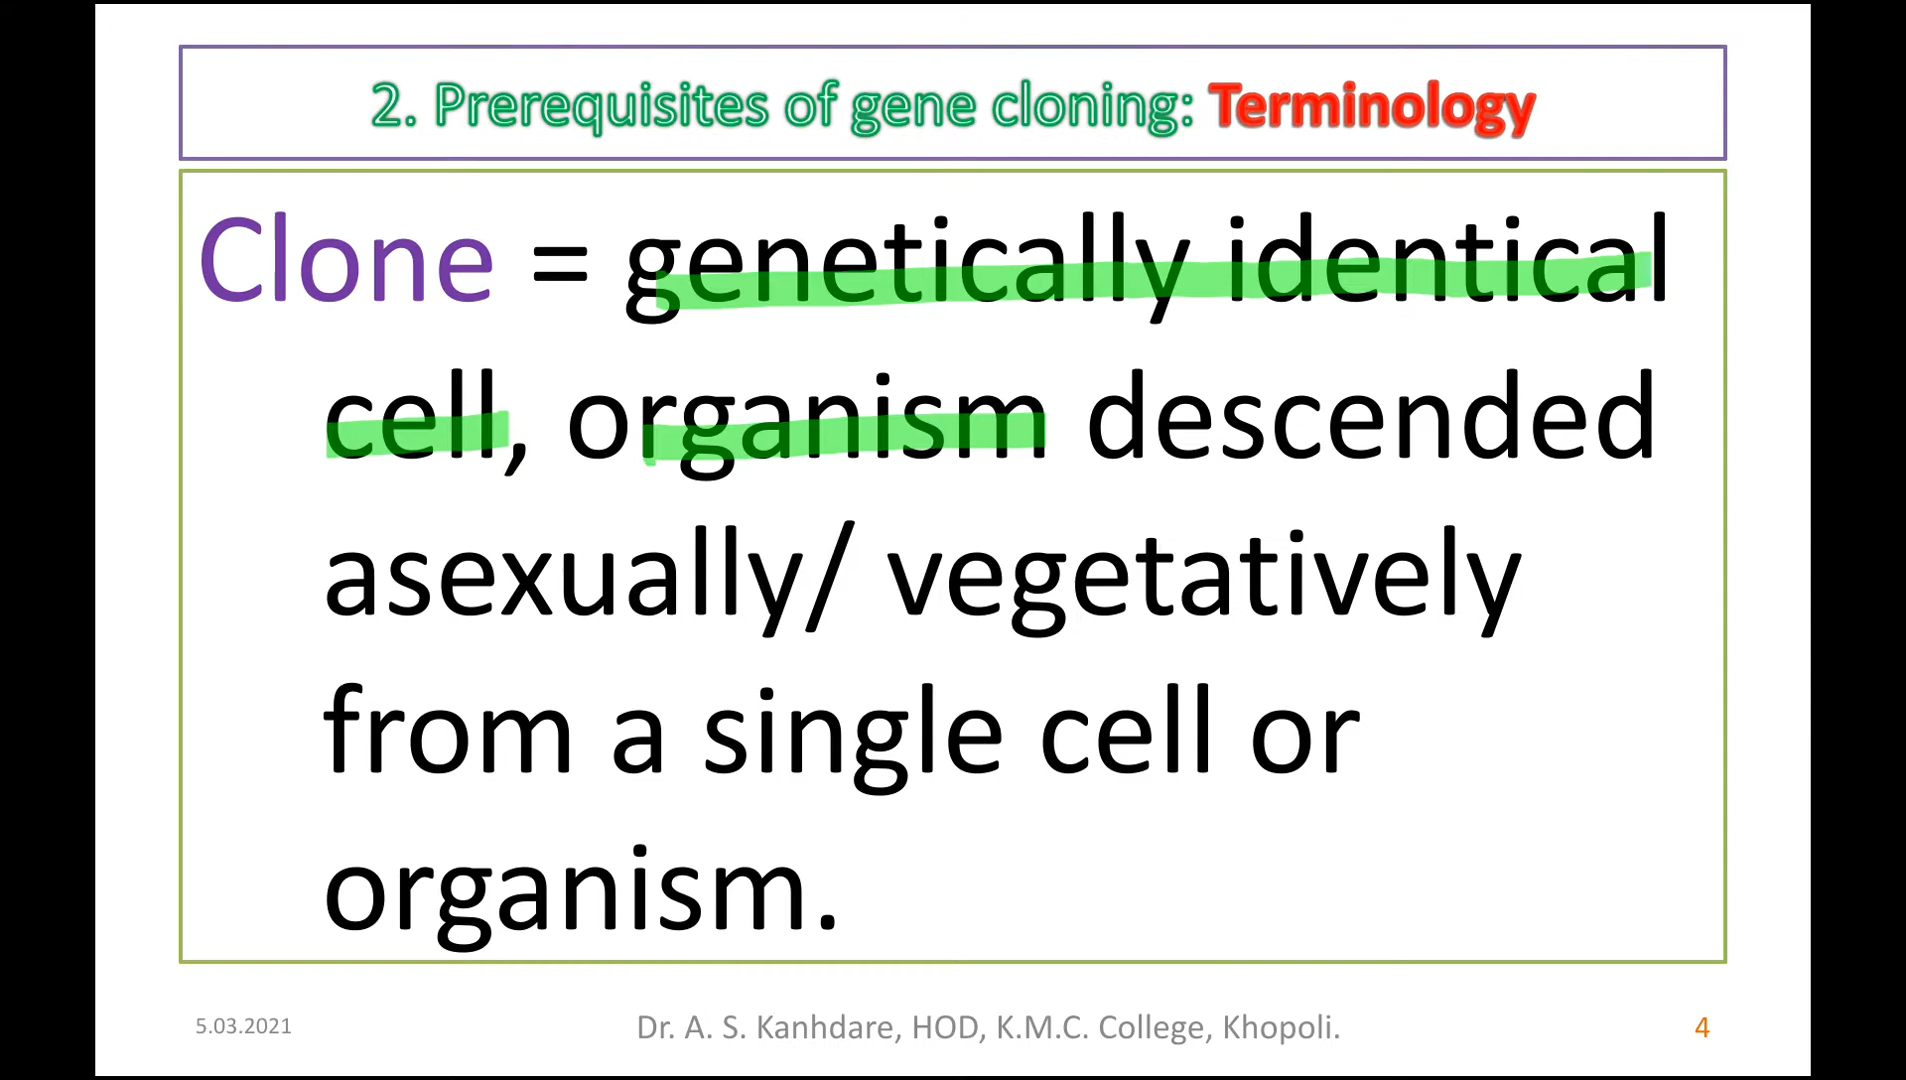 2. Prerequisites of gene cloning: Terminology
Clone = genetically identical
cell, organism descended
asexually/ vegetatively
from a single cell or
organism.
5.03.2021
Dr. A. S. Kanhdare, HOD, K.M.C. College, Khopoli.
4